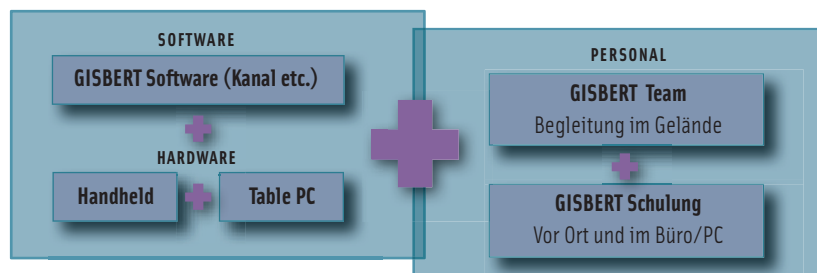 SOFTWARE
GISBERT Software (Kanal etc.)
HARDWARE
Handheld
Table PC
PERSONAL
GISBERT Team
Begleitung im Gelände
GISBERT Schulung
Vor Ort und im Büro/PC